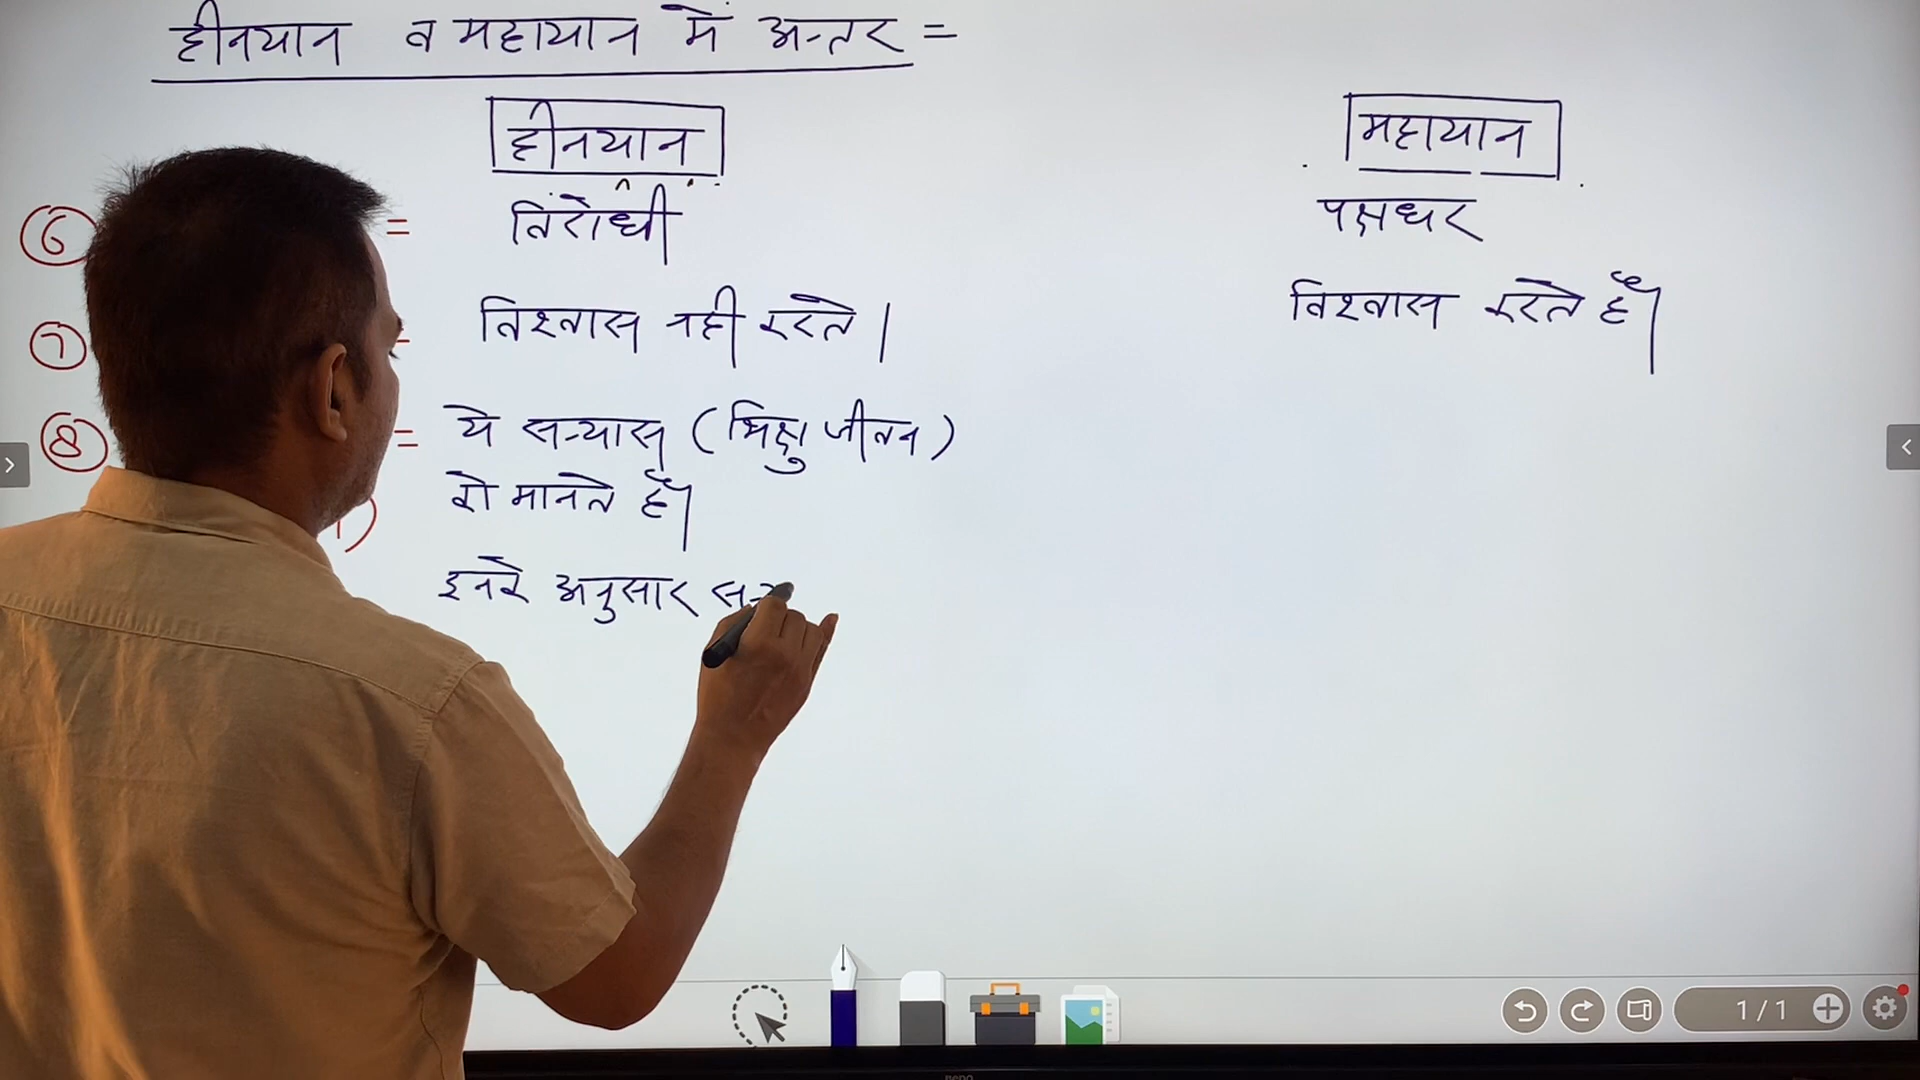 हीनयान व महायान में अन्तर =
हीनयान
महायान
6 = विरोधी
पक्षधर
7 = विश्वास नही करते।
विश्वास करते हैं।
8 = ये सन्यास (भिक्षु जीवन)
को मानते हैं।
इनके अनुसार
1/1